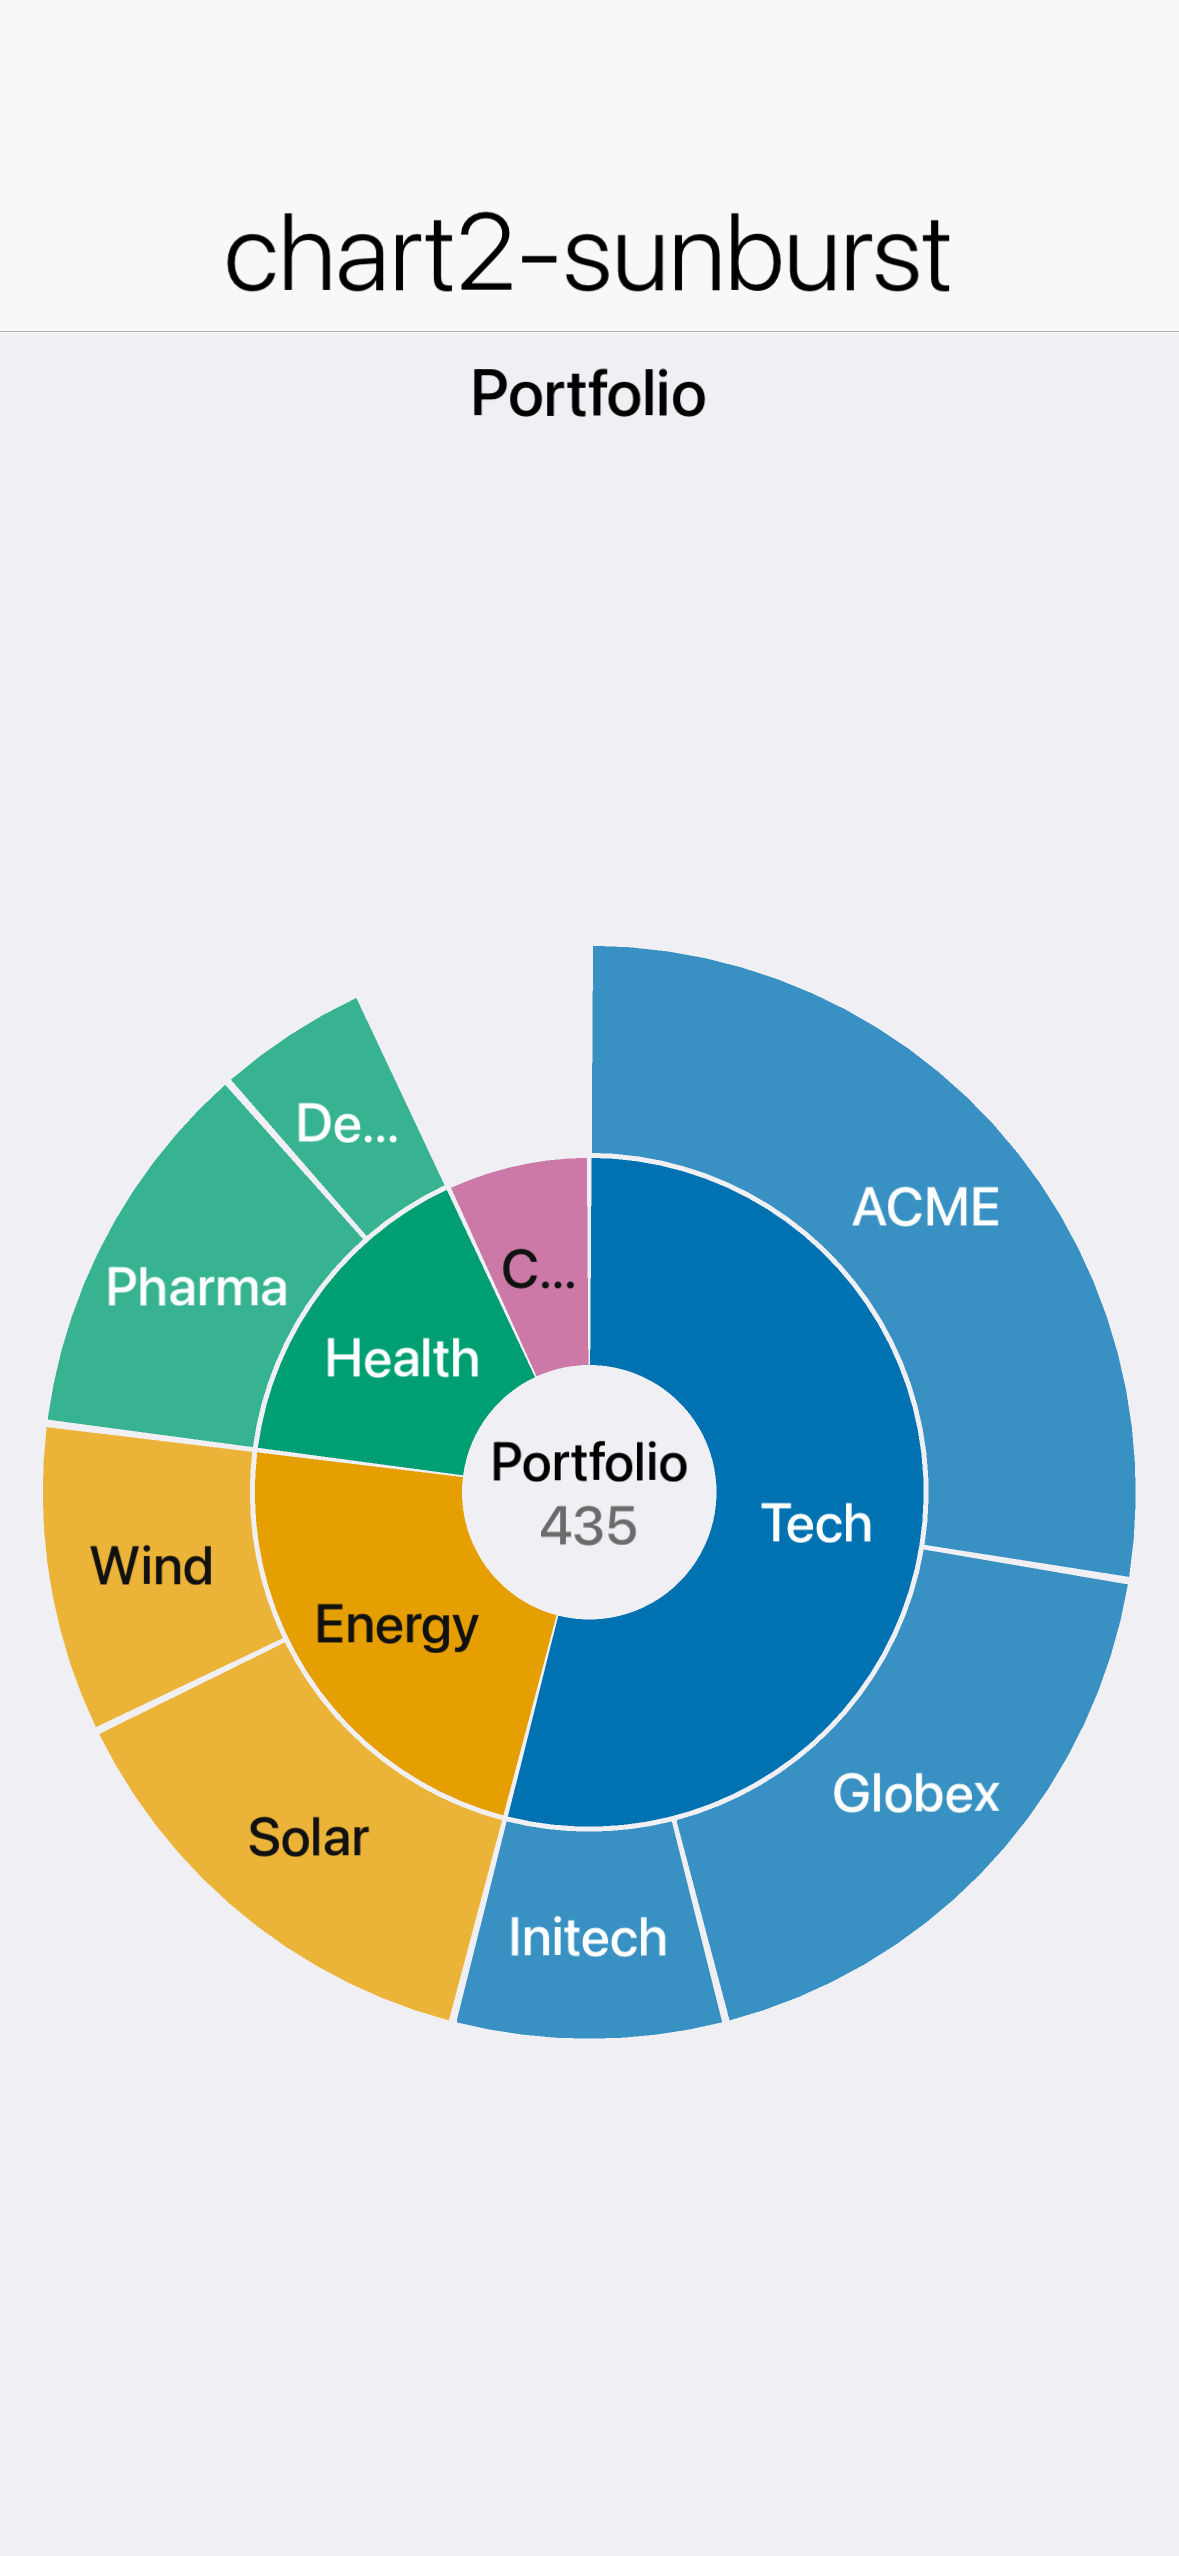 chart2-sunburst
Portfolio
De...
ACME
Pharma
C...
Health
Portfolio
435
Tech
Wind
Energy
Globex
Solar
Initech